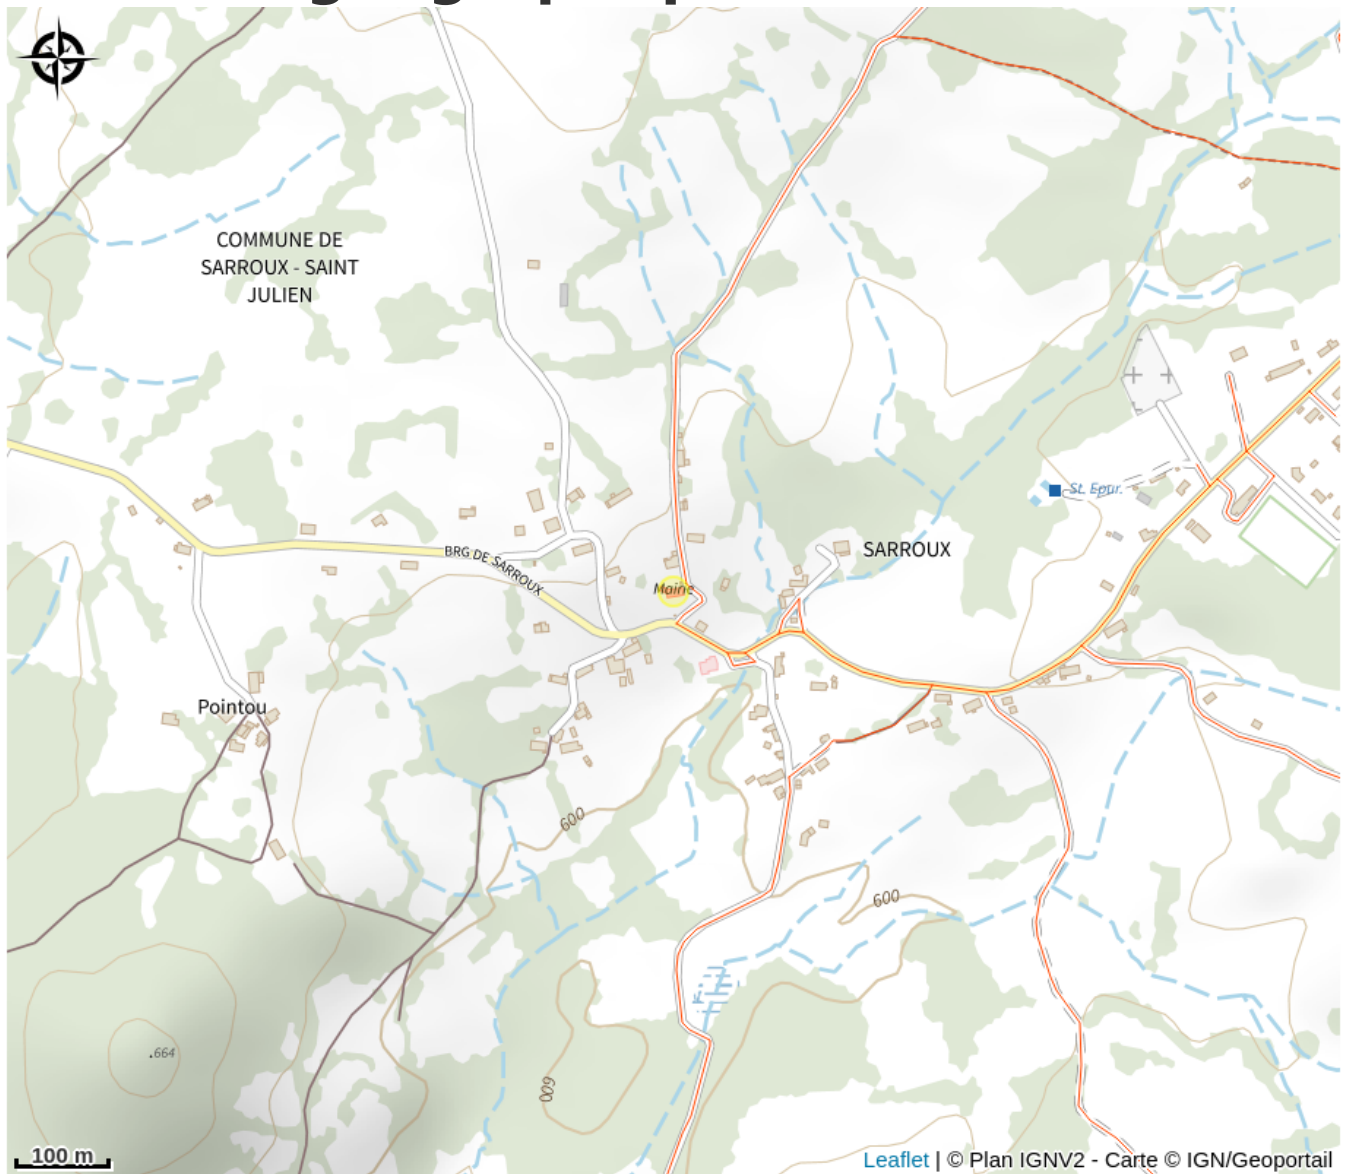 COMMUNE DE
SARROUX - SAINT
JULIEN
St. Epur.
BRG DE SARROUX
SARROUX
Mairie
Pointou
600
600
.664
600
100 m
Leaflet | © Plan IGNV2 - Carte © IGN/Geoportail